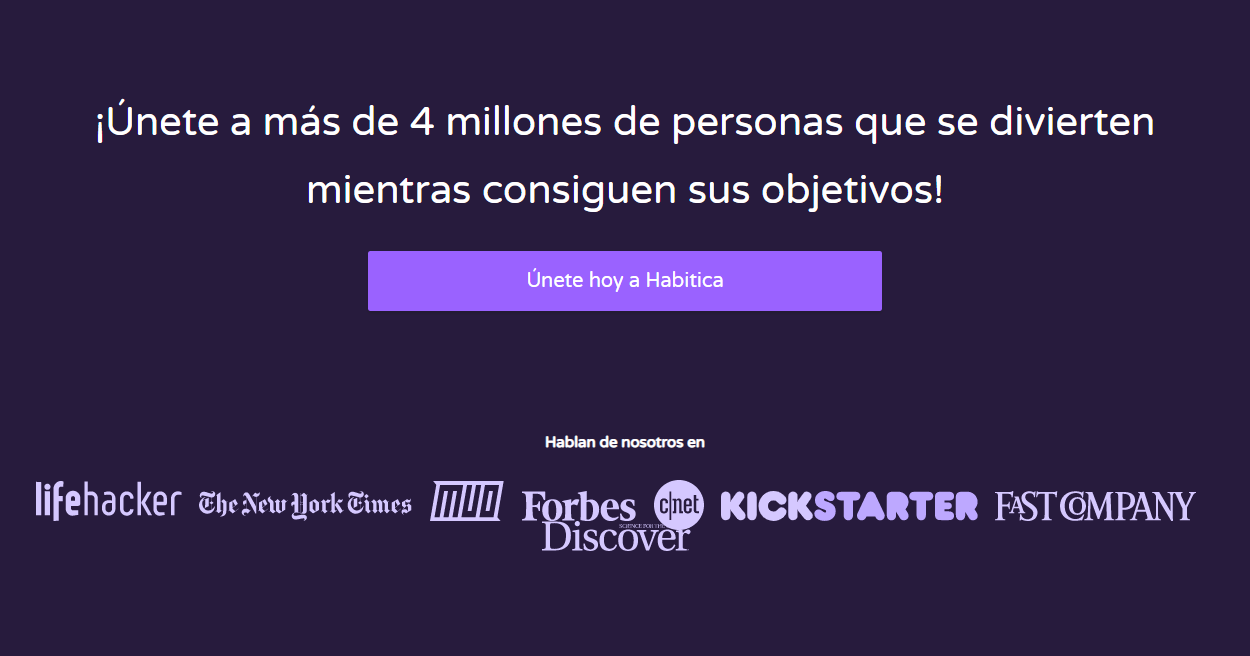 ¡Únete a más de 4 millones de personas que se divierten
mientras consiguen sus objetivos!
Únete hoy a Habitica
Hablan de nosotros en
lifehacker The New York Times MUO Forbes c|net KICKSTARTER FAST COMPANY
SCIENCE FOR THE
Discover